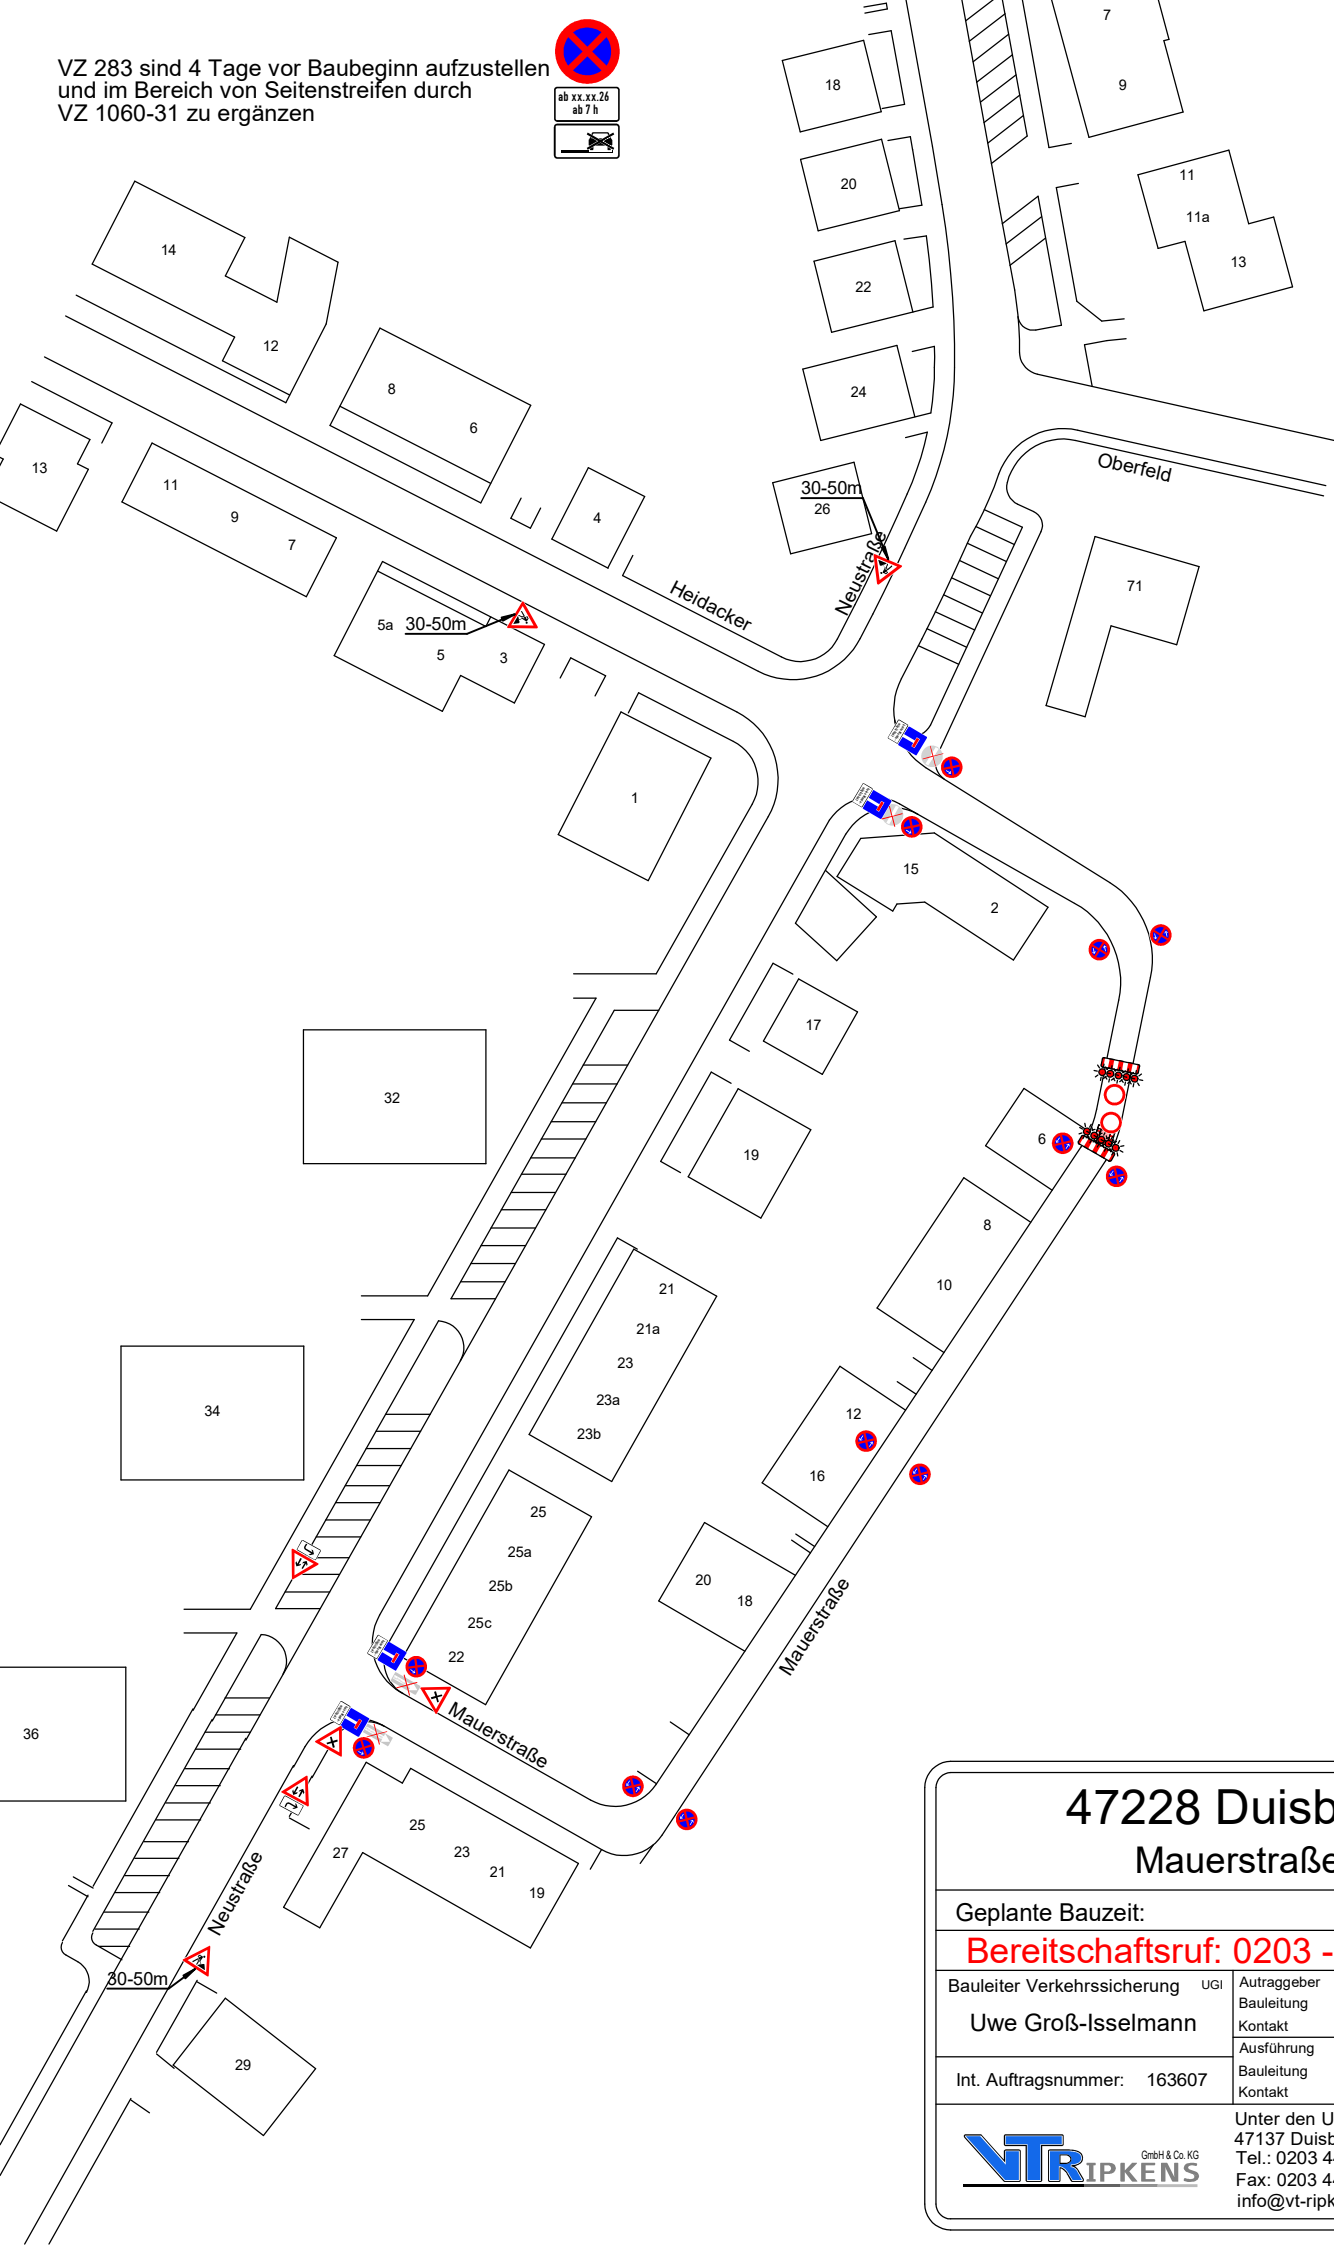 VZ 283 sind 4 Tage vor Baubeginn aufzustellen
und im Bereich von Seitenstreifen durch
VZ 1060-31 zu ergänzen
ab xx.xx.26
ab 7 h
7
9
18
20
22
24
26
30-50m
11
11a
13
14
12
8
6
4
13
11
9
7
5a
30-50m
5
3
1
Heidacker
Neustraße
Oberfeld
71
15
2
17
19
32
6
8
10
21
21a
23
23a
23b
34
12
16
25
25a
25b
25c
22
20
18
Mauerstraße
Mauerstraße
36
25
23
21
19
27
Neustraße
30-50m
29
47228 Duisb
Mauerstraße
Geplante Bauzeit:
Bereitschaftsruf: 0203 -
Bauleiter Verkehrssicherung UGI
Uwe Groß-Isselmann
Int. Auftragsnummer: 163607
Autraggeber
Bauleitung
Kontakt
Ausführung
Bauleitung
Kontakt
VTRIPKENS
GmbH & Co. KG
Unter den U
47137 Duisb
Tel.: 0203 4
Fax: 0203 4
info@vt-ripk